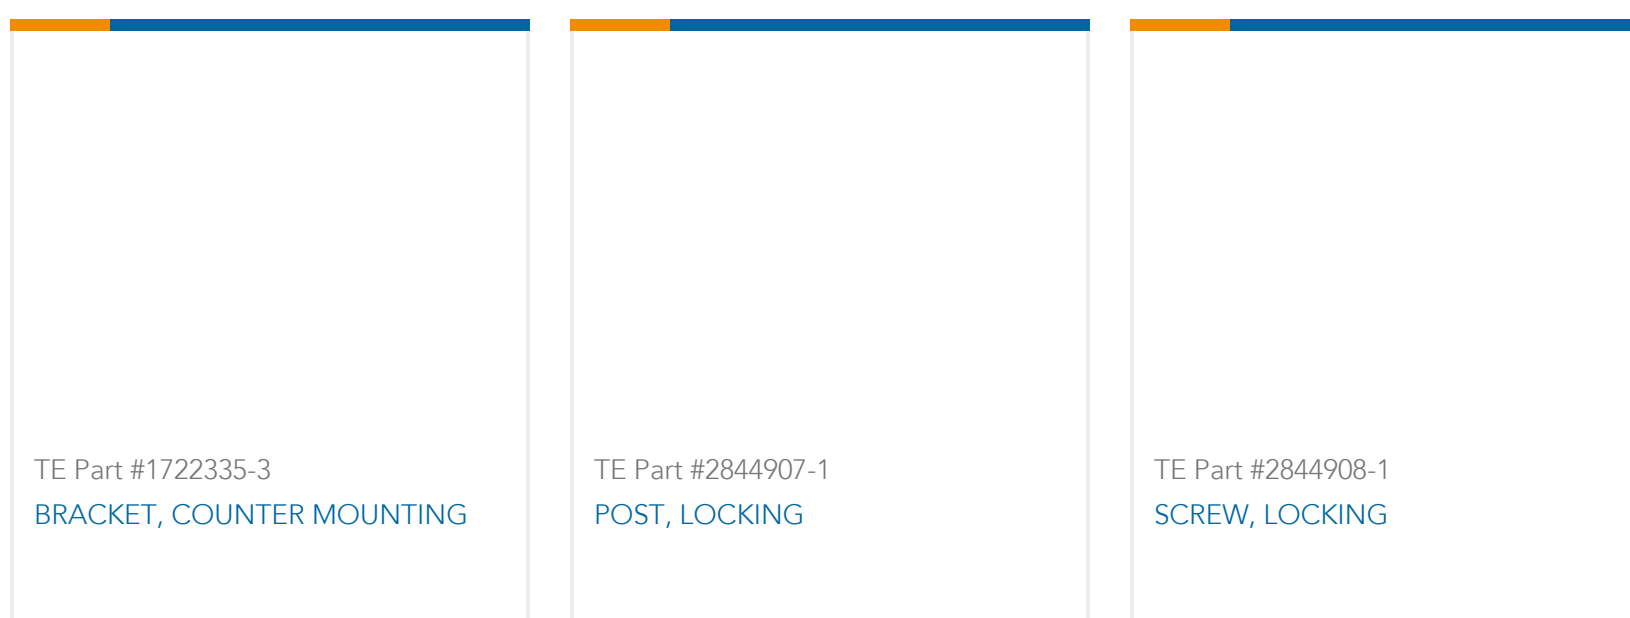 TE Part #1722335-3
BRACKET, COUNTER MOUNTING
TE Part #2844907-1
POST, LOCKING
TE Part #2844908-1
SCREW, LOCKING